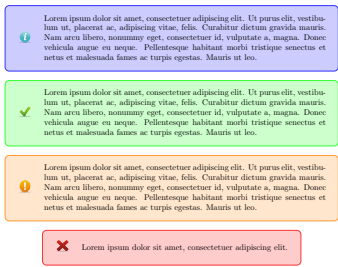 Lorem ipsum dolor sit amet, consectetuer adipiscing elit. Ut purus elit, vestibu-
lum ut, placerat ac, adipiscing vitae, felis. Curabitur dictum gravida mauris.
Nam arcu libero, nonummy eget, consectetuer id, vulputate a, magna. Donec
vehicula augue eu neque. Pellentesque habitant morbi tristique senectus et
netus et malesuada fames ac turpis egestas. Mauris ut leo.
Lorem ipsum dolor sit amet, consectetuer adipiscing elit. Ut purus elit, vestibu-
lum ut, placerat ac, adipiscing vitae, felis. Curabitur dictum gravida mauris.
Nam arcu libero, nonummy eget, consectetuer id, vulputate a, magna. Donec
vehicula augue eu neque. Pellentesque habitant morbi tristique senectus et
netus et malesuada fames ac turpis egestas. Mauris ut leo.
Lorem ipsum dolor sit amet, consectetuer adipiscing elit. Ut purus elit, vestibu-
lum ut, placerat ac, adipiscing vitae, felis. Curabitur dictum gravida mauris.
Nam arcu libero, nonummy eget, consectetuer id, vulputate a, magna. Donec
vehicula augue eu neque. Pellentesque habitant morbi tristique senectus et
netus et malesuada fames ac turpis egestas. Mauris ut leo.
Lorem ipsum dolor sit amet, consectetuer adipiscing elit.